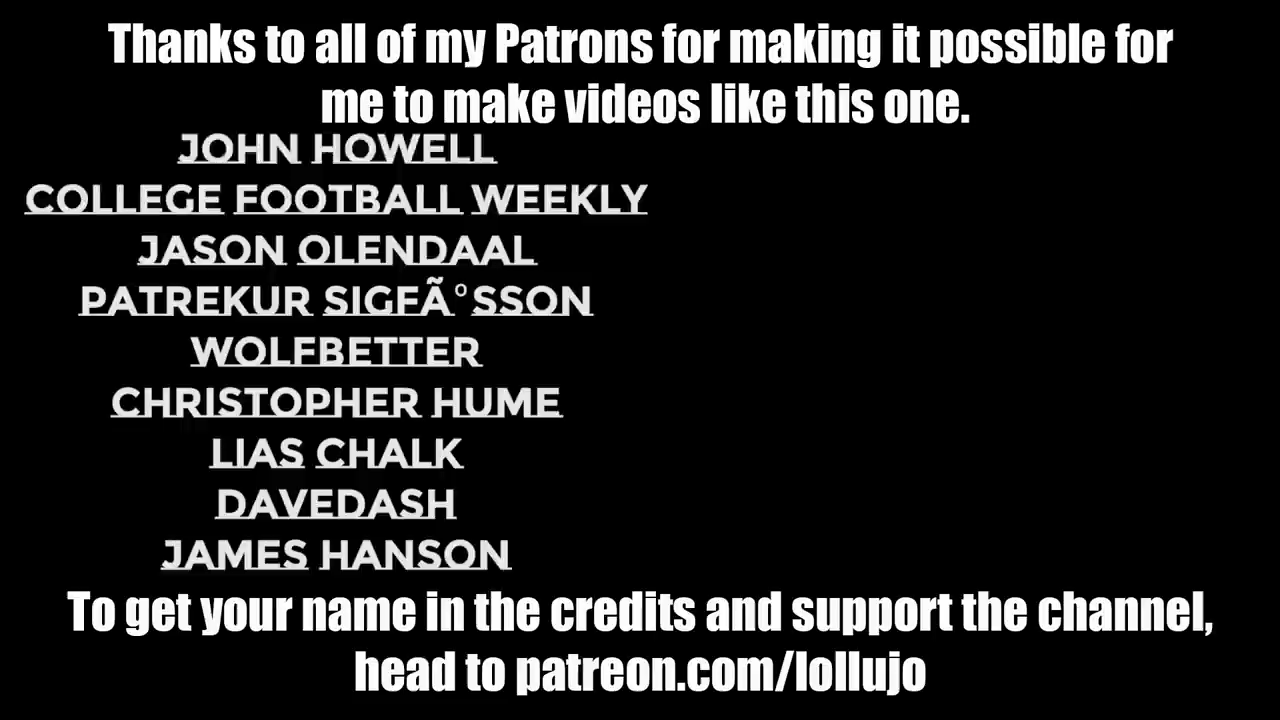 Thanks to all of my Patrons for making it possible for
me to make videos like this one.
JOHN HOWELL
COLLEGE FOOTBALL WEEKLY
JASON OLENDAAL
PATREKUR SIGFÃºSSON
WOLFBETTER
CHRISTOPHER HUME
LIAS CHALK
DAVEDASH
JAMES HANSON
To get your name in the credits and support the channel,
head to patreon.com/lollujo